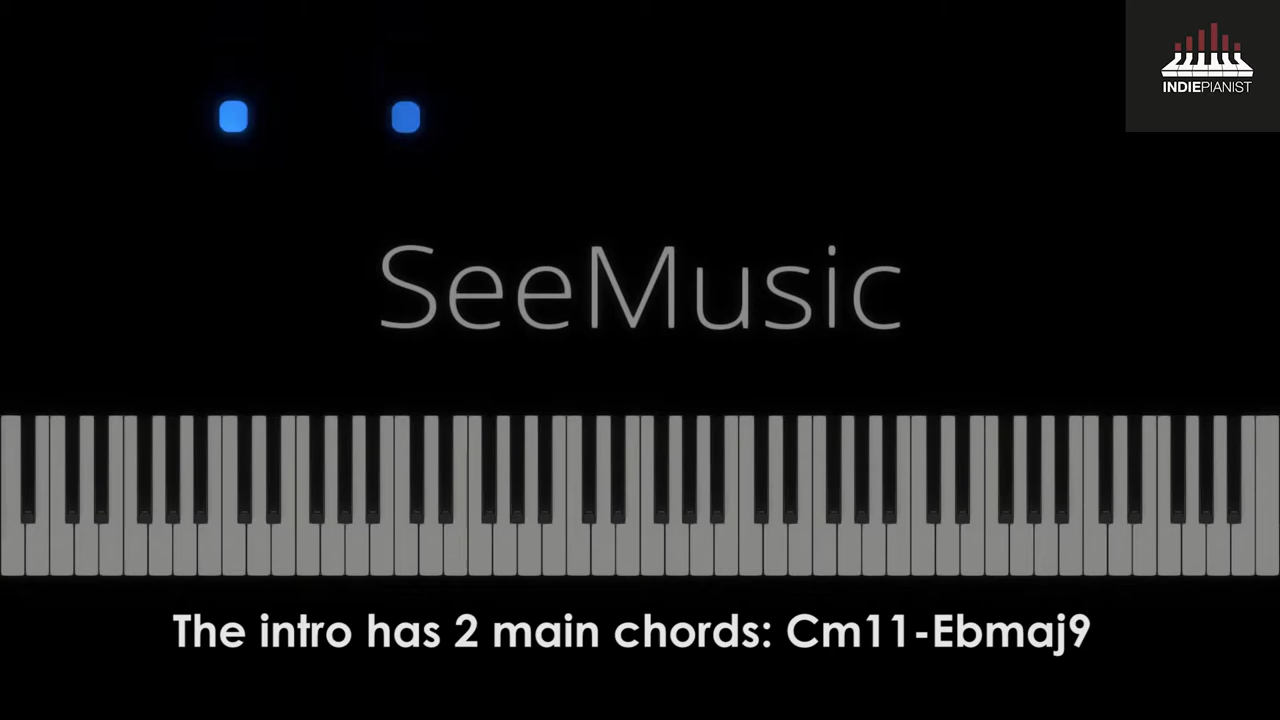 INDIEPIANIST
SeeMusic
The intro has 2 main chords: Cm11-Ebmaj9